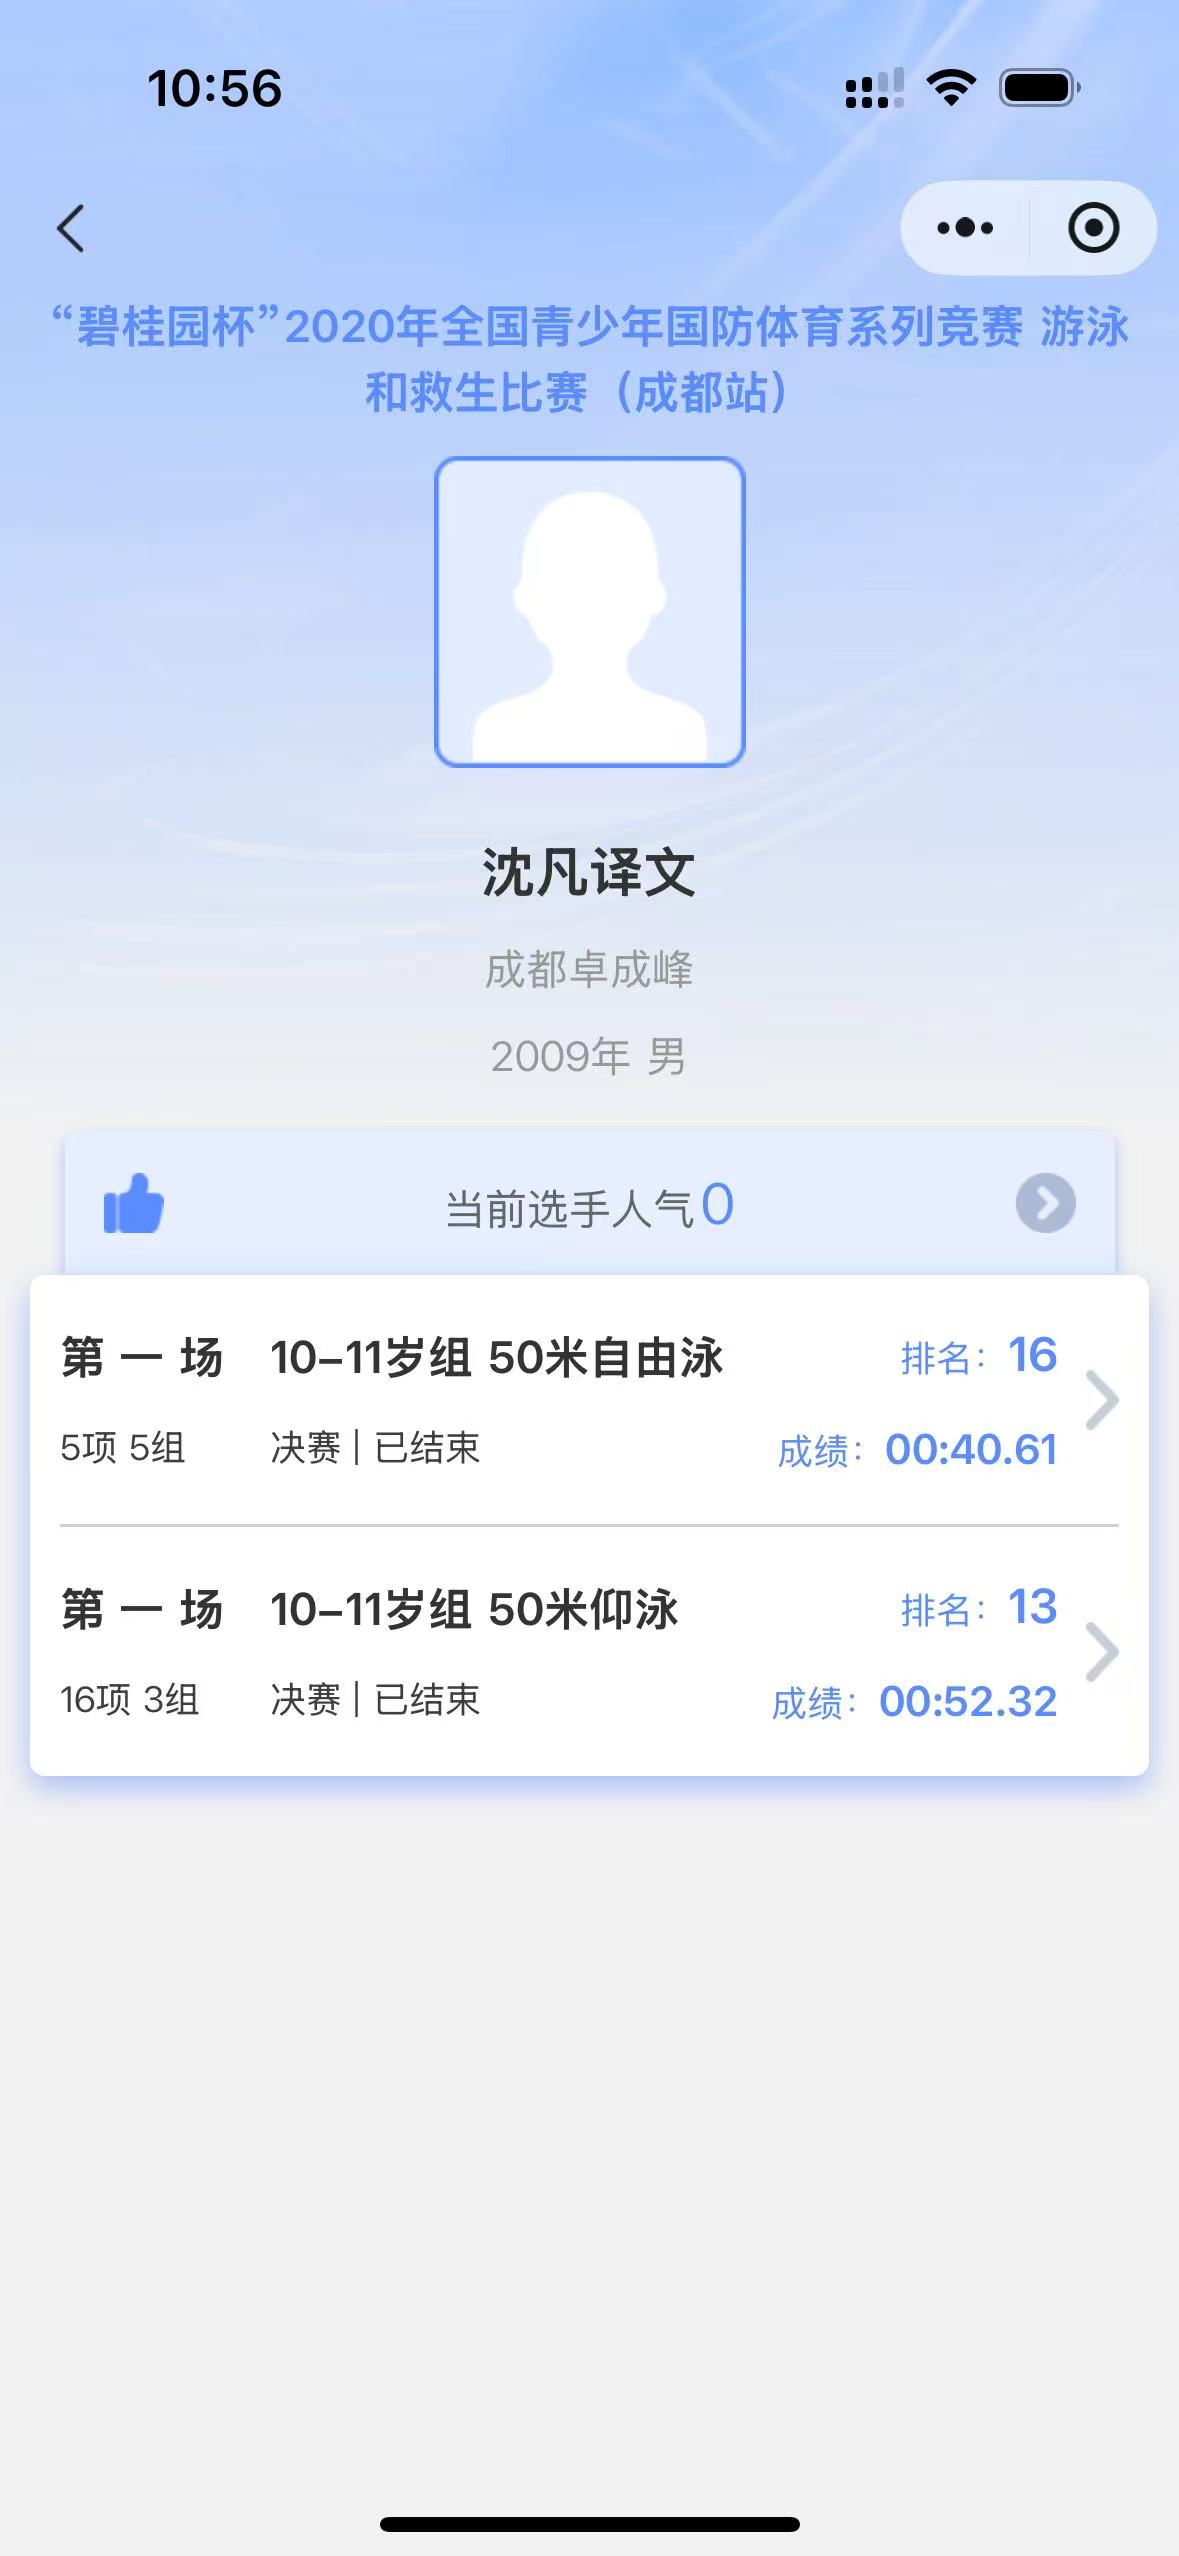 10:56
“碧桂园杯”2020年全国青少年国防体育系列竞赛 游泳
和救生比赛（成都站）
沈凡译文
成都卓成峰
2009年 男
当前选手人气0
第 一 场 10-11岁组 50米自由泳 排名：16
5项 5组 决赛 | 已结束 成绩：00:40.61
第 一 场 10-11岁组 50米仰泳 排名：13
16项 3组 决赛 | 已结束 成绩：00:52.32